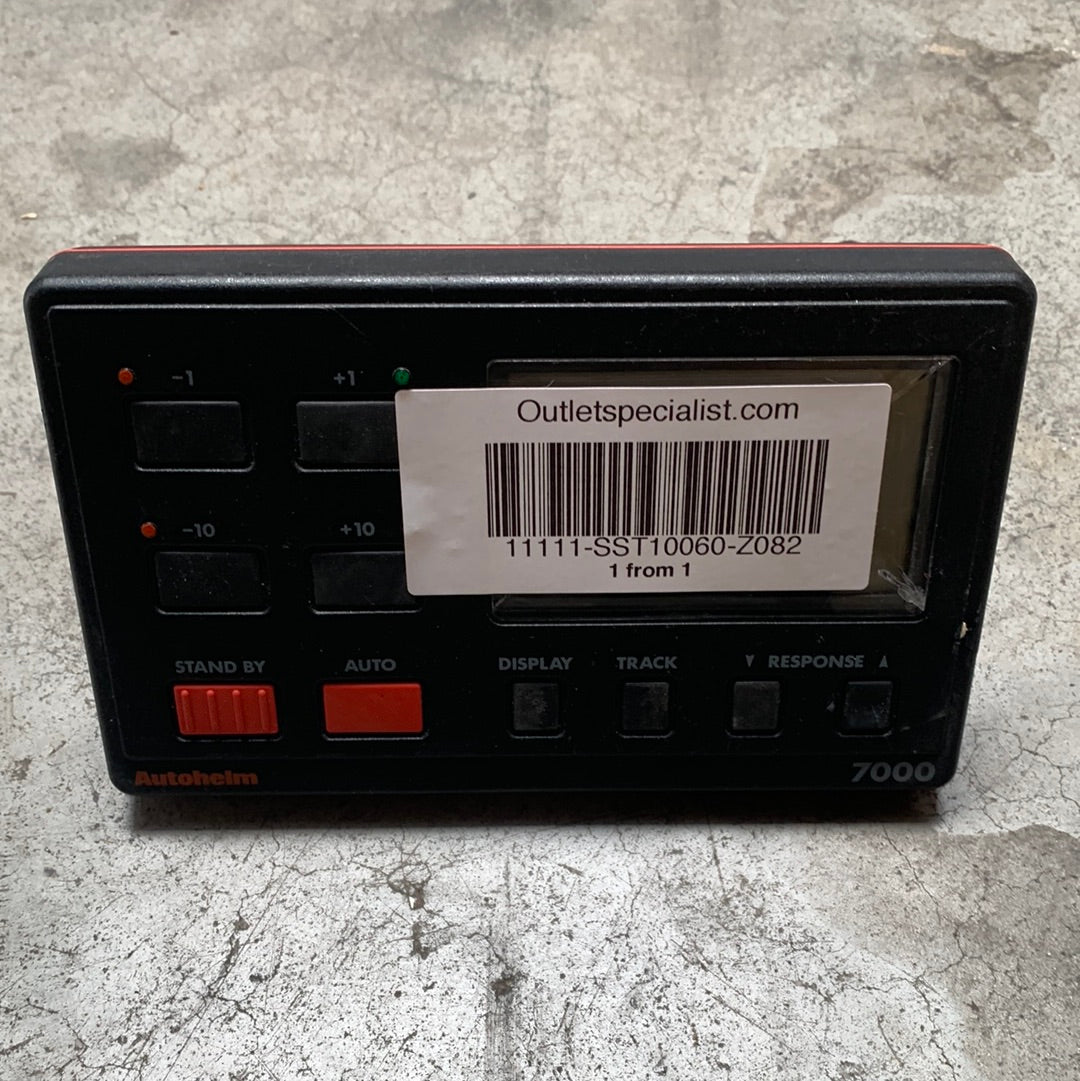 -1 +1
Outletspecialist.com
11111-SST10060-Z082
1 from 1
-10 +10
STAND BY AUTO DISPLAY TRACK ▼ RESPONSE ▲
Autohelm 7000